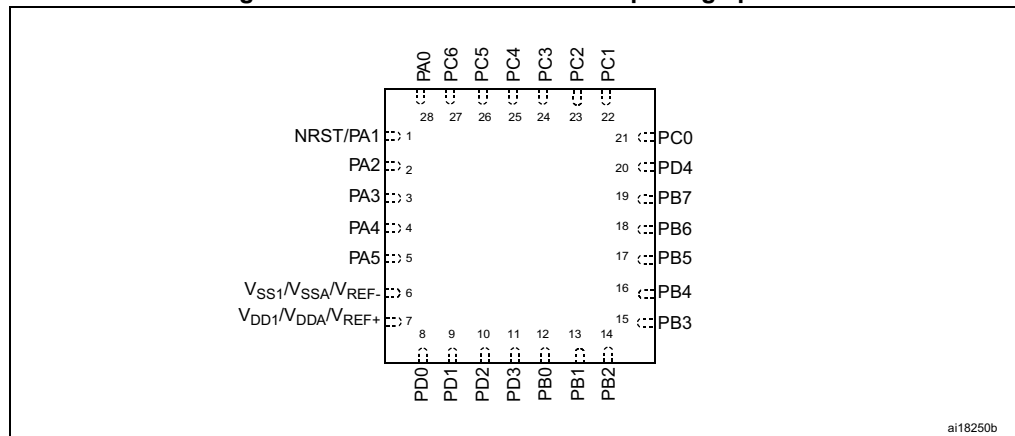 PA0 PC6 PC5 PC4 PC3 PC2 PC1
28 27 26 25 24 23 22
NRST/PA1 1 21 PC0
PA2 2 20 PD4
PA3 3 19 PB7
PA4 4 18 PB6
PA5 5 17 PB5
VSS1/VSSA/VREF- 6 16 PB4
VDD1/VDDA/VREF+ 7 15 PB3
8 9 10 11 12 13 14
PD0 PD1 PD2 PD3 PB0 PB1 PB2
ai18250b